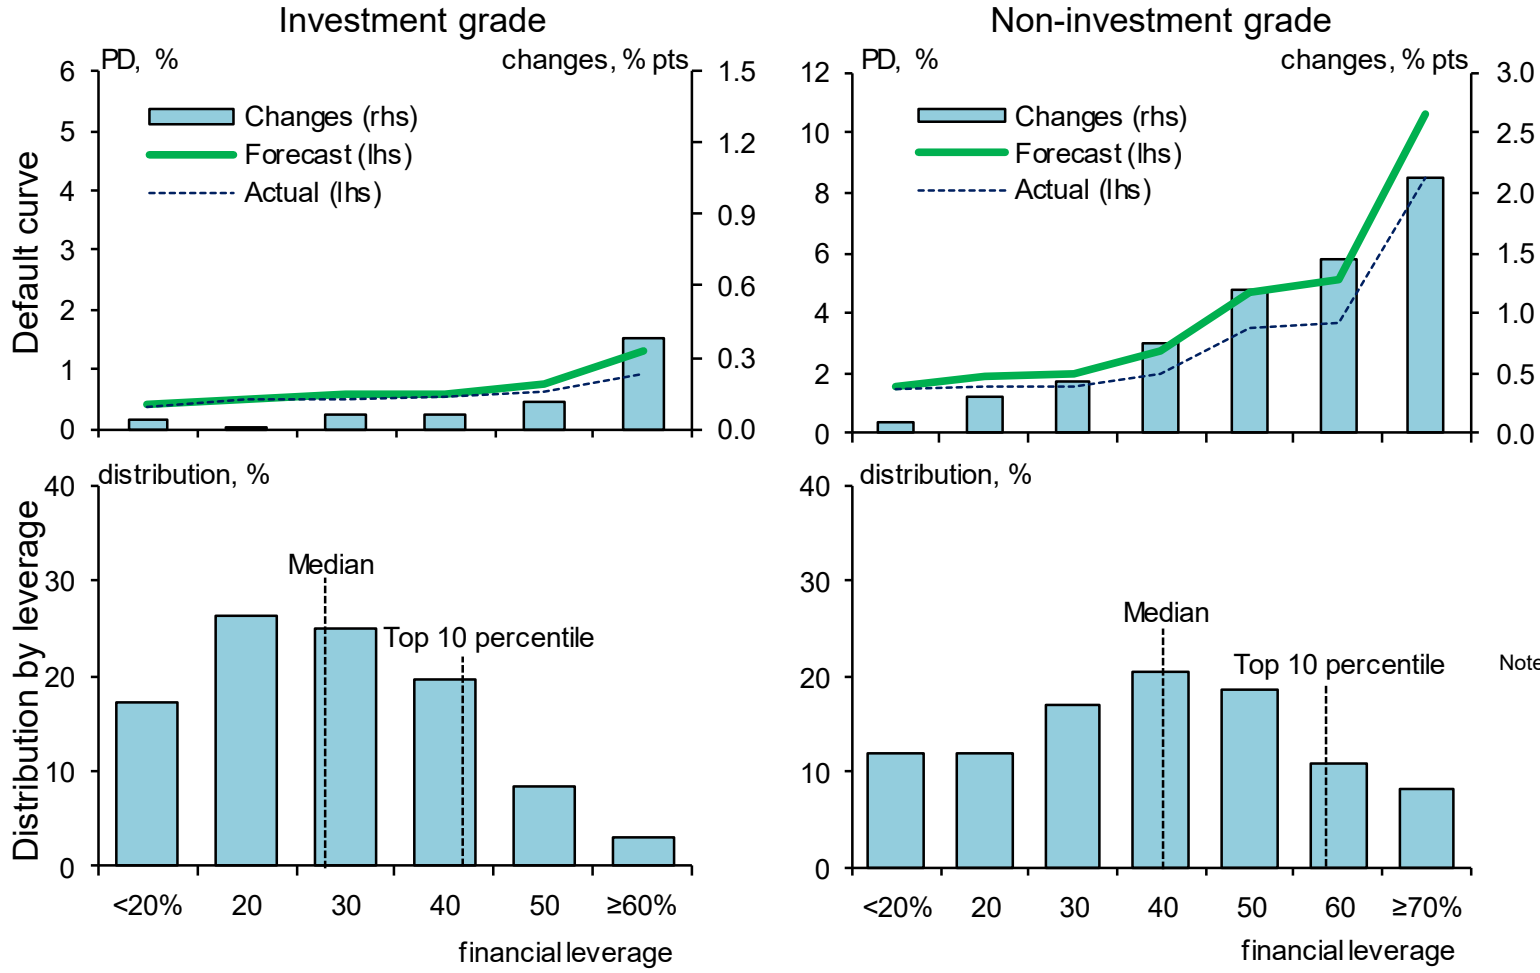 Investment grade
Non-investment grade
PD, %
changes, % pts
PD, %
changes, % pts
6
5
4
3
2
1
0
1.5
1.2
0.9
0.6
0.3
0.0
Changes (rhs)
Forecast (lhs)
Actual (lhs)
Default curve
12
10
8
6
4
2
0
3.0
2.5
2.0
1.5
1.0
0.5
0.0
Changes (rhs)
Forecast (lhs)
Actual (lhs)
distribution, %
40
30
20
10
0
Median
Top 10 percentile
Distribution by leverage
<20% 20 30 40 50 ≥60%
financial leverage
distribution, %
40
30
20
10
0
Median
Top 10 percentile
<20% 20 30 40 50 60 ≥70%
financial leverage
Note